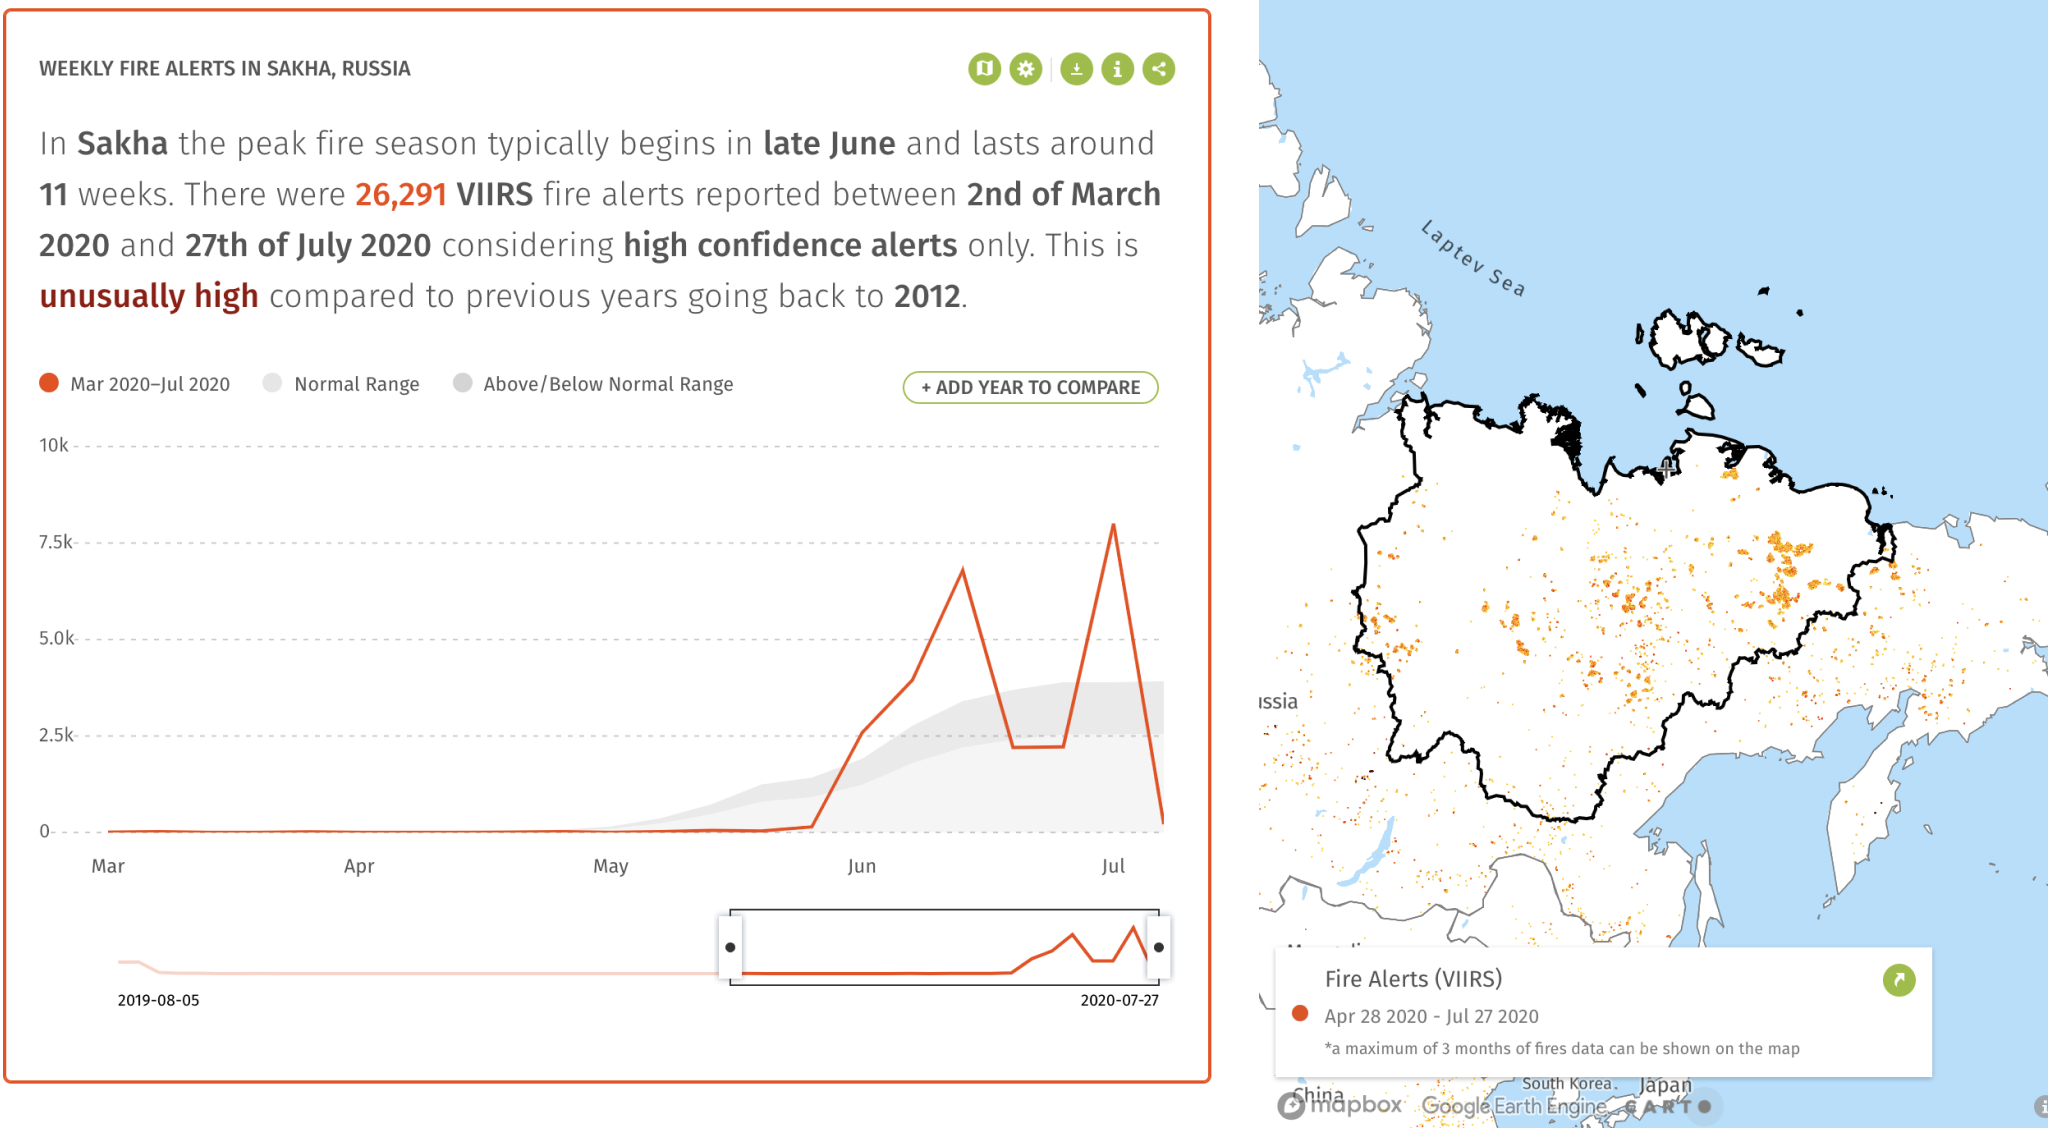 WEEKLY FIRE ALERTS IN SAKHA, RUSSIA
In Sakha the peak fire season typically begins in late June and lasts around
11 weeks. There were 26,291 VIIRS fire alerts reported between 2nd of March
2020 and 27th of July 2020 considering high confidence alerts only. This is
unusually high compared to previous years going back to 2012.
Mar 2020–Jul 2020
Normal Range
Above/Below Normal Range
+ ADD YEAR TO COMPARE
10k
7.5k
5.0k
2.5k
0
Mar
Apr
May
Jun
Jul
2019-08-05
2020-07-27
Laptev Sea
ussia
Fire Alerts (VIIRS)
Apr 28 2020 - Jul 27 2020
*a maximum of 3 months of fires data can be shown on the map
South Korea
Japan
China
mapbox
Google Earth Engine
CARTO